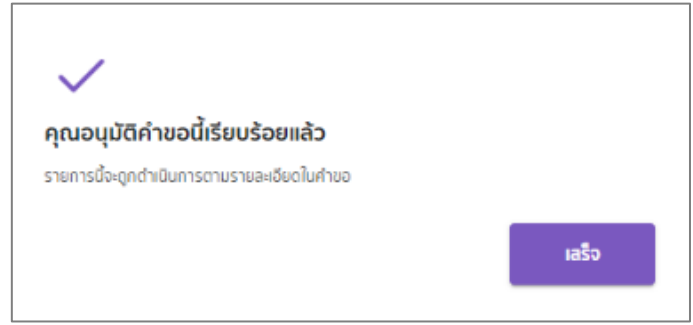 คุณอนุมัติคำขอนี้เรียบร้อยแล้ว
รายการนี้จะถูกดำเนินการตามรายละเอียดในคำขอ
เสร็จ